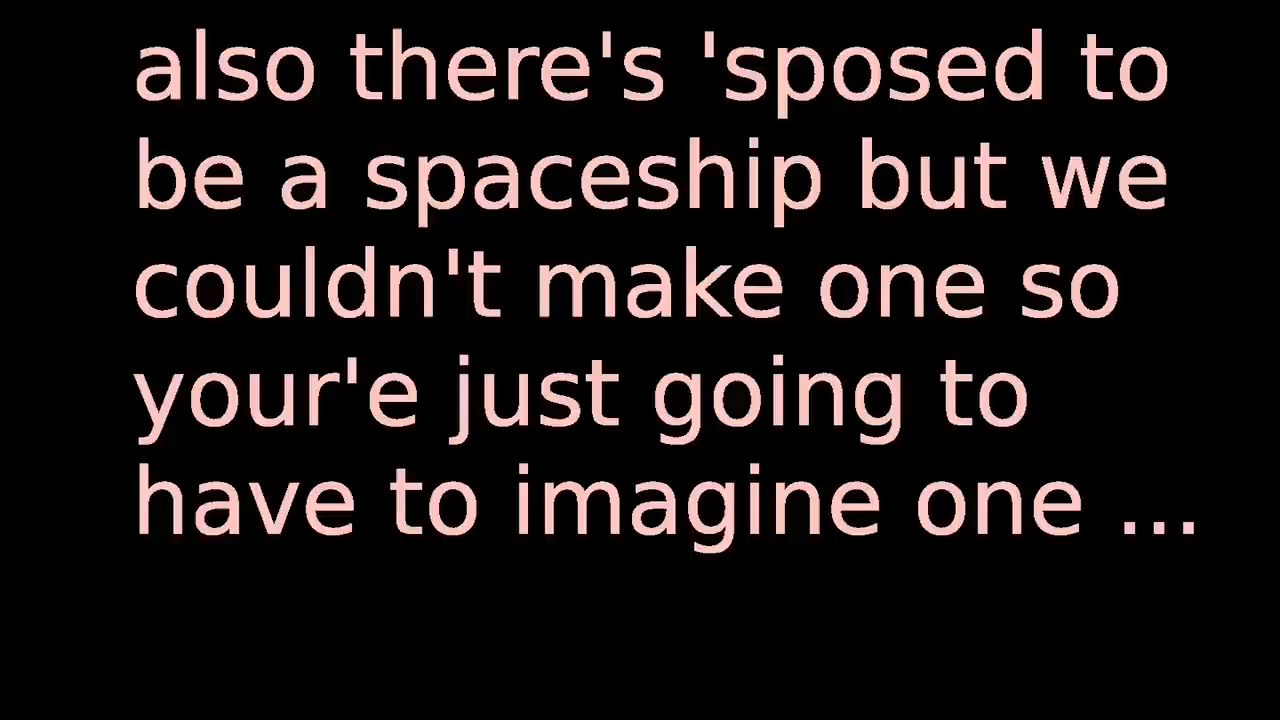 also there's 'sposed to
be a spaceship but we
couldn't make one so
your'e just going to
have to imagine one ...